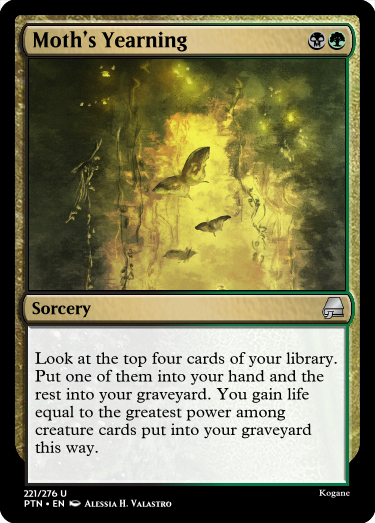 Moth's Yearning
Sorcery
Look at the top four cards of your library.
Put one of them into your hand and the
rest into your graveyard. You gain life
equal to the greatest power among
creature cards put into your graveyard
this way.
221/276 U
Kogane
PTN • EN Alessia H. Valastro